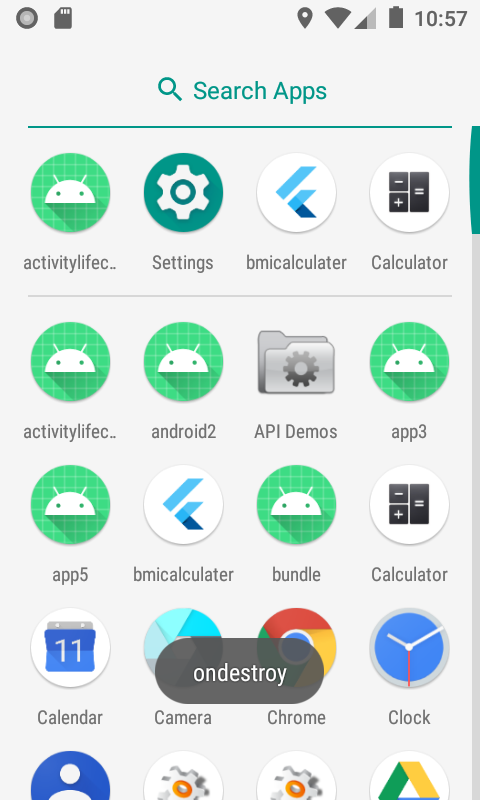 10:57
Search Apps
activitylifec..
Settings
bmicalculater
Calculator
activitylifec..
android2
API Demos
app3
app5
bmicalculater
bundle
Calculator
11
Calendar
Camera
Chrome
Clock
ondestroy